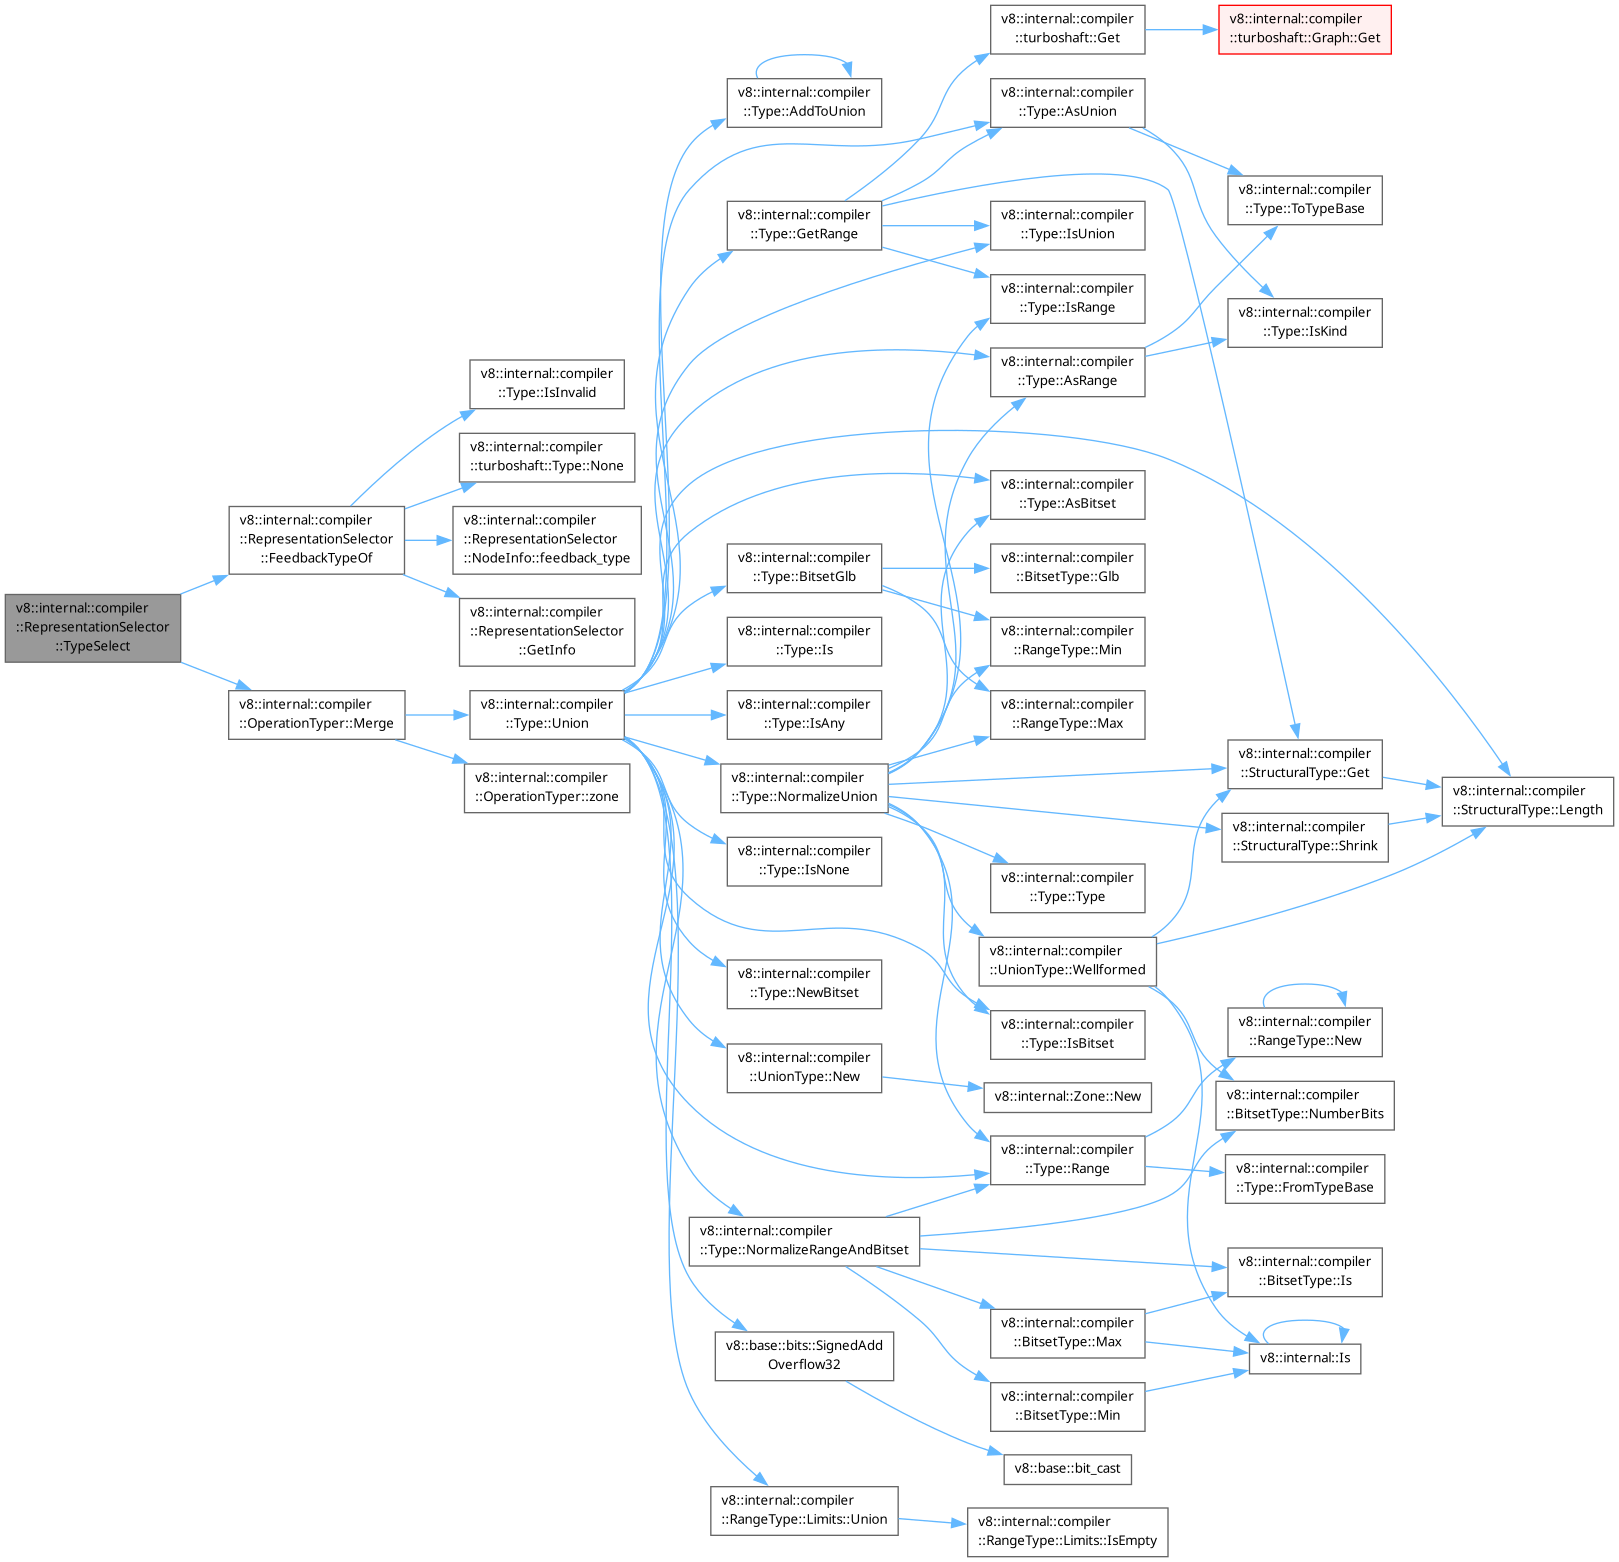 v8::internal::compiler
::RepresentationSelector
::TypeSelect
v8::internal::compiler
::RepresentationSelector
::FeedbackTypeOf
v8::internal::compiler
::OperationTyper::Merge
v8::internal::compiler
::Type::IsInvalid
v8::internal::compiler
::turboshaft::Type::None
v8::internal::compiler
::RepresentationSelector
::NodeInfo::feedback_type
v8::internal::compiler
::RepresentationSelector
::GetInfo
v8::internal::compiler
::Type::Union
v8::internal::compiler
::OperationTyper::zone
v8::internal::compiler
::Type::AddToUnion
v8::internal::compiler
::Type::GetRange
v8::internal::compiler
::Type::BitsetGlb
v8::internal::compiler
::Type::Is
v8::internal::compiler
::Type::IsAny
v8::internal::compiler
::Type::NormalizeUnion
v8::internal::compiler
::Type::IsNone
v8::internal::compiler
::Type::NewBitset
v8::internal::compiler
::UnionType::New
v8::internal::compiler
::Type::NormalizeRangeAndBitset
v8::base::bits::SignedAdd
Overflow32
v8::internal::compiler
::RangeType::Limits::Union
v8::internal::compiler
::turboshaft::Get
v8::internal::compiler
::Type::AsUnion
v8::internal::compiler
::Type::IsUnion
v8::internal::compiler
::Type::IsRange
v8::internal::compiler
::Type::AsRange
v8::internal::compiler
::Type::AsBitset
v8::internal::compiler
::BitsetType::Glb
v8::internal::compiler
::RangeType::Min
v8::internal::compiler
::RangeType::Max
v8::internal::compiler
::Type::Type
v8::internal::compiler
::UnionType::Wellformed
v8::internal::compiler
::Type::IsBitset
v8::internal::Zone::New
v8::internal::compiler
::Type::Range
v8::internal::compiler
::BitsetType::Max
v8::internal::compiler
::BitsetType::Min
v8::base::bit_cast
v8::internal::compiler
::RangeType::Limits::IsEmpty
v8::internal::compiler
::turboshaft::Graph::Get
v8::internal::compiler
::Type::ToTypeBase
v8::internal::compiler
::Type::IsKind
v8::internal::compiler
::StructuralType::Get
v8::internal::compiler
::StructuralType::Shrink
v8::internal::compiler
::RangeType::New
v8::internal::compiler
::BitsetType::NumberBits
v8::internal::compiler
::Type::FromTypeBase
v8::internal::compiler
::BitsetType::Is
v8::internal::Is
v8::internal::compiler
::StructuralType::Length